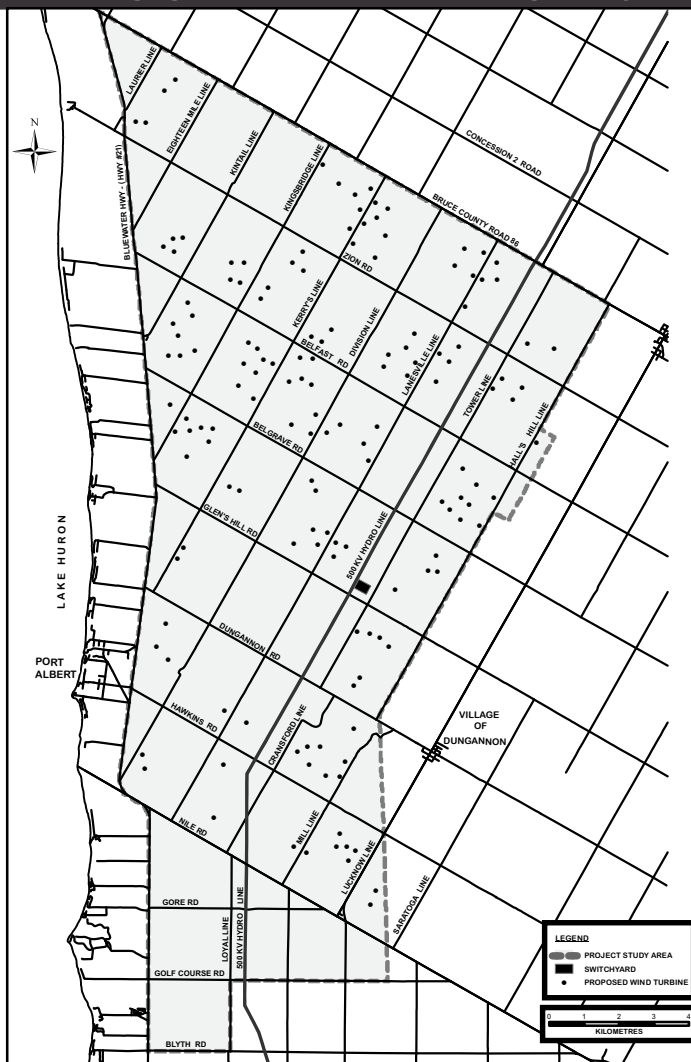 LAURIER LINE
EIGHTEEN MILE LINE
KINTAIL LINE
KINGSBRIDGE LINE
CONCESSION 2 ROAD
N
BLUEWATER HWY - (HWY #21)
BRUCE COUNTY ROAD 86
ZION RD
KERRY'S LINE
DIVISION LINE
BELFAST RD
LANESVILLE LINE
TOWER LINE
HALL'S HILL LINE
BELGRAVE RD
GLEN'S HILL RD
500 KV HYDRO LINE
LAKE HURON
DUNGANNON RD
PORT
ALBERT
HAWKINS RD
CRANSFORD LINE
VILLAGE
OF
DUNGANNON
NILE RD
MILL LINE
LUCKNOW LINE
SARATOGA LINE
GORE RD
LOYAL LINE
500 KV HYDRO LINE
GOLF COURSE RD
BLYTH RD
LEGEND
PROJECT STUDY AREA
SWITCHYARD
PROPOSED WIND TURBINE
0 1 2 3 4
KILOMETRES